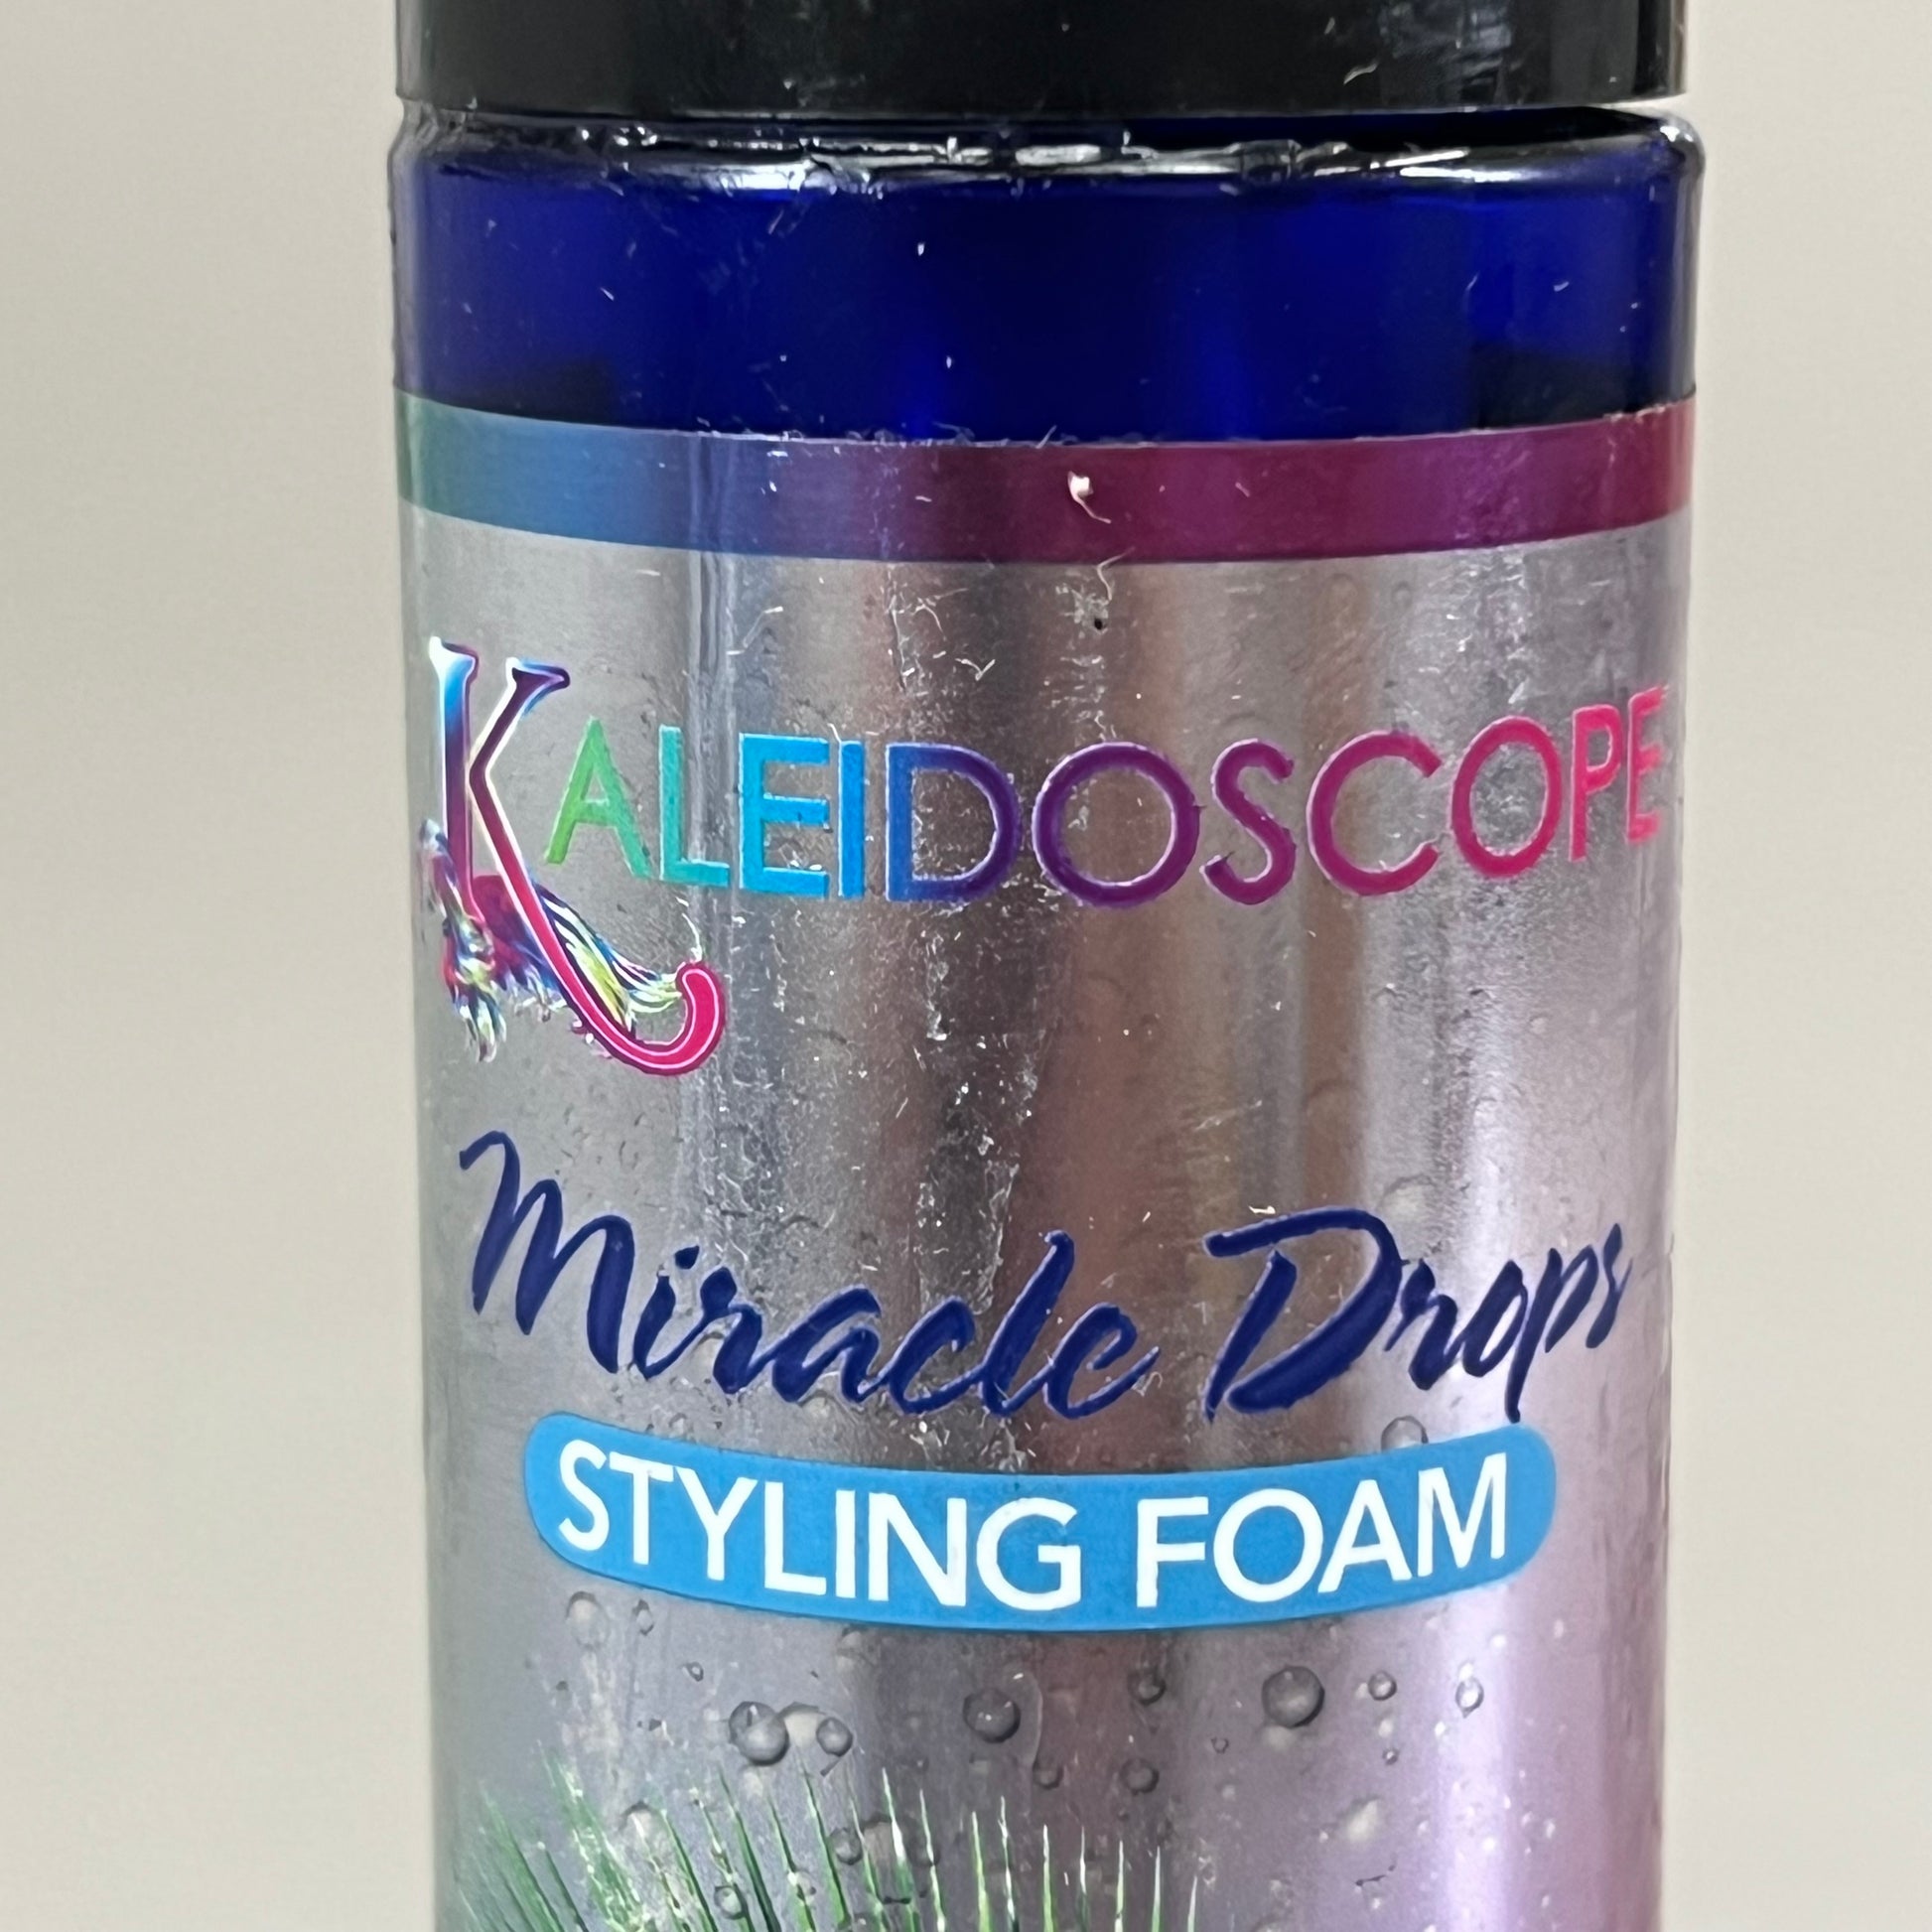 KALEIDOSCOPE
Miracle Drops
STYLING FOAM